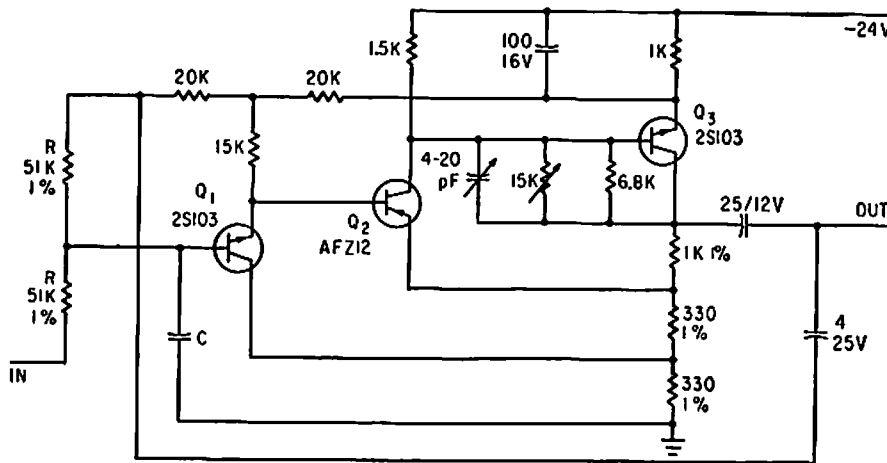 -24V
1.5K
100
16V
1K
20K
20K
Q3
2S103
R
51K
1%
15K
4-20
pF
15K
6.8K
Q1
2S103
Q2
AFZ12
25/12V
OUT
1K 1%
R
51K
1%
330
1%
C
4
25V
IN
330
1%